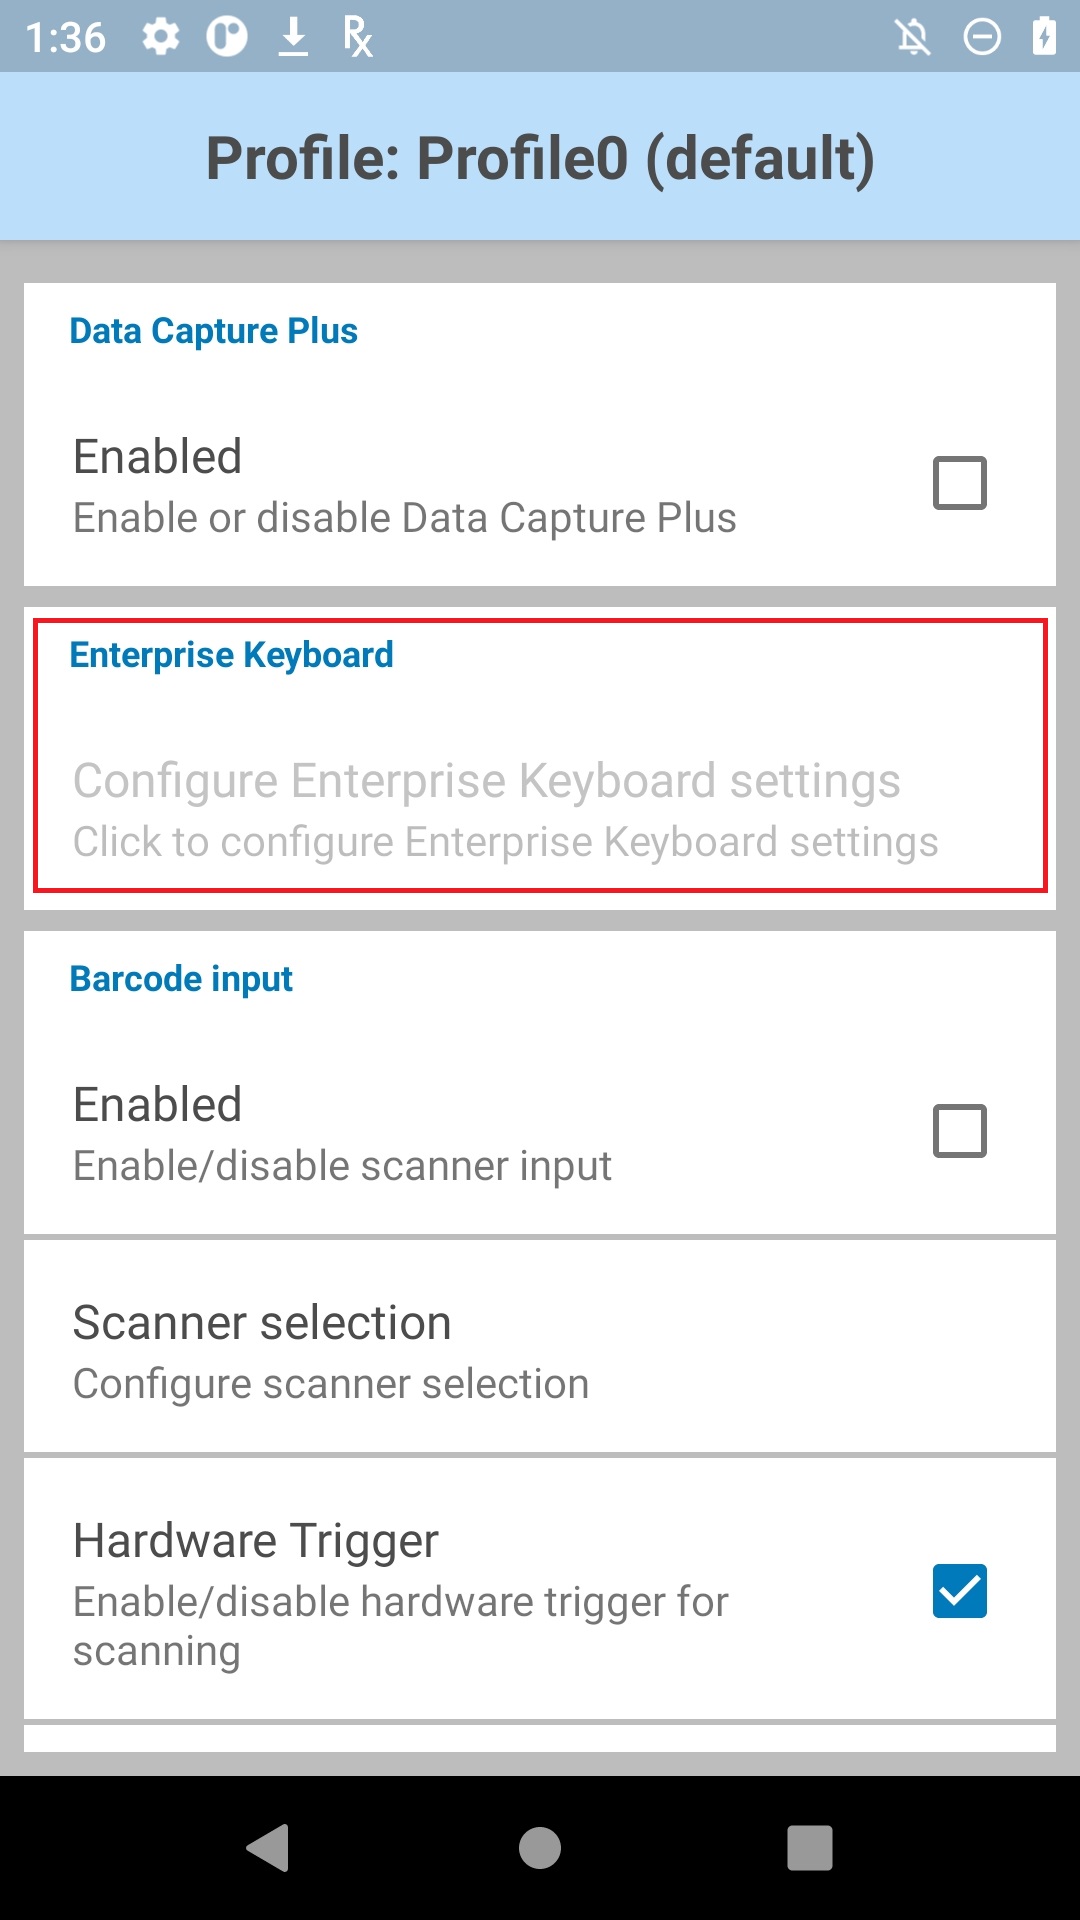 1:36
Profile: Profile0 (default)
Data Capture Plus
Enabled
Enable or disable Data Capture Plus
Enterprise Keyboard
Configure Enterprise Keyboard settings
Click to configure Enterprise Keyboard settings
Barcode input
Enabled
Enable/disable scanner input
Scanner selection
Configure scanner selection
Hardware Trigger
Enable/disable hardware trigger for
scanning